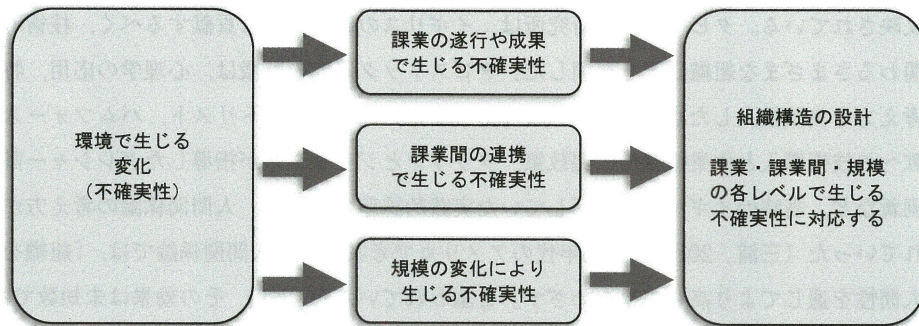 環境で生じる
変化
（不確実性）
課業の遂行や成果
で生じる不確実性
課業間の連携
で生じる不確実性
規模の変化により
生じる不確実性
組織構造の設計
課業・課業間・規模
の各レベルで生じる
不確実性に対応する